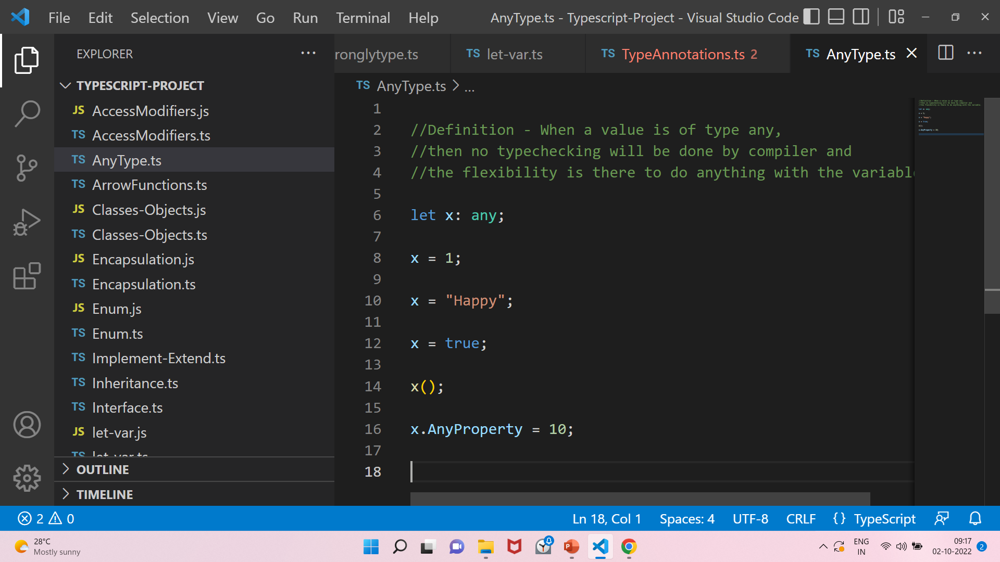 File Edit Selection View Go Run Terminal Help AnyType.ts - Typescript-Project - Visual Studio Code
EXPLORER ...
TYPESCRIPT-PROJECT
JS AccessModifiers.js
TS AccessModifiers.ts
TS AnyType.ts
TS ArrowFunctions.ts
JS Classes-Objects.js
TS Classes-Objects.ts
JS Encapsulation.js
TS Encapsulation.ts
JS Enum.js
TS Enum.ts
TS Implement-Extend.ts
TS Inheritance.ts
TS Interface.ts
JS let-var.js
TS let-var.ts
OUTLINE
TIMELINE
ronglytype.ts TS let-var.ts TS TypeAnnotations.ts 2 TS AnyType.ts ...
TS AnyType.ts > ...
1
2 //Definition - When a value is of type any,
3 //then no typechecking will be done by compiler and
4 //the flexibility is there to do anything with the variable
5
6 let x: any;
7
8 x = 1;
9
10 x = "Happy";
11
12 x = true;
13
14 x();
15
16 x.AnyProperty = 10;
17
18
2 0 Ln 18, Col 1 Spaces: 4 UTF-8 CRLF {} TypeScript
28°C
Mostly sunny
ENG
IN
09:17
02-10-2022
2